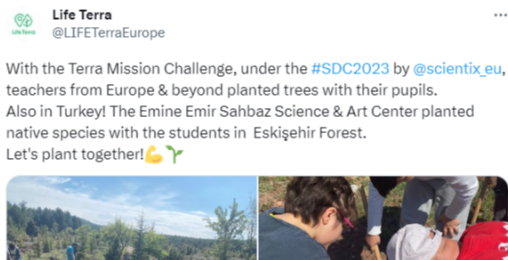 Life Terra
@LIFETerraEurope
Life Terra
With the Terra Mission Challenge, under the #SDC2023 by @scientix_eu,
teachers from Europe & beyond planted trees with their pupils.
Also in Turkey! The Emine Emir Sahbaz Science & Art Center planted
native species with the students in Eskişehir Forest.
Let's plant together!💪🌱